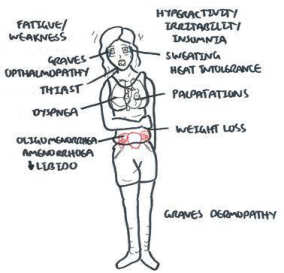 FATIGUE/
WEAKNESS
HYPERACTIVITY
IRRITABILITY
INSOMNIA
GRAVES
OPTHALMOPATHY
SWEATING
HEAT INTOLERANCE
THIRST
PALPATATIONS
DYSPNEA
WEIGHT LOSS
OLIGOMENORRHEA
AMENORRHOEA
↓ LIBIDO
GRAVES DERMOPATHY